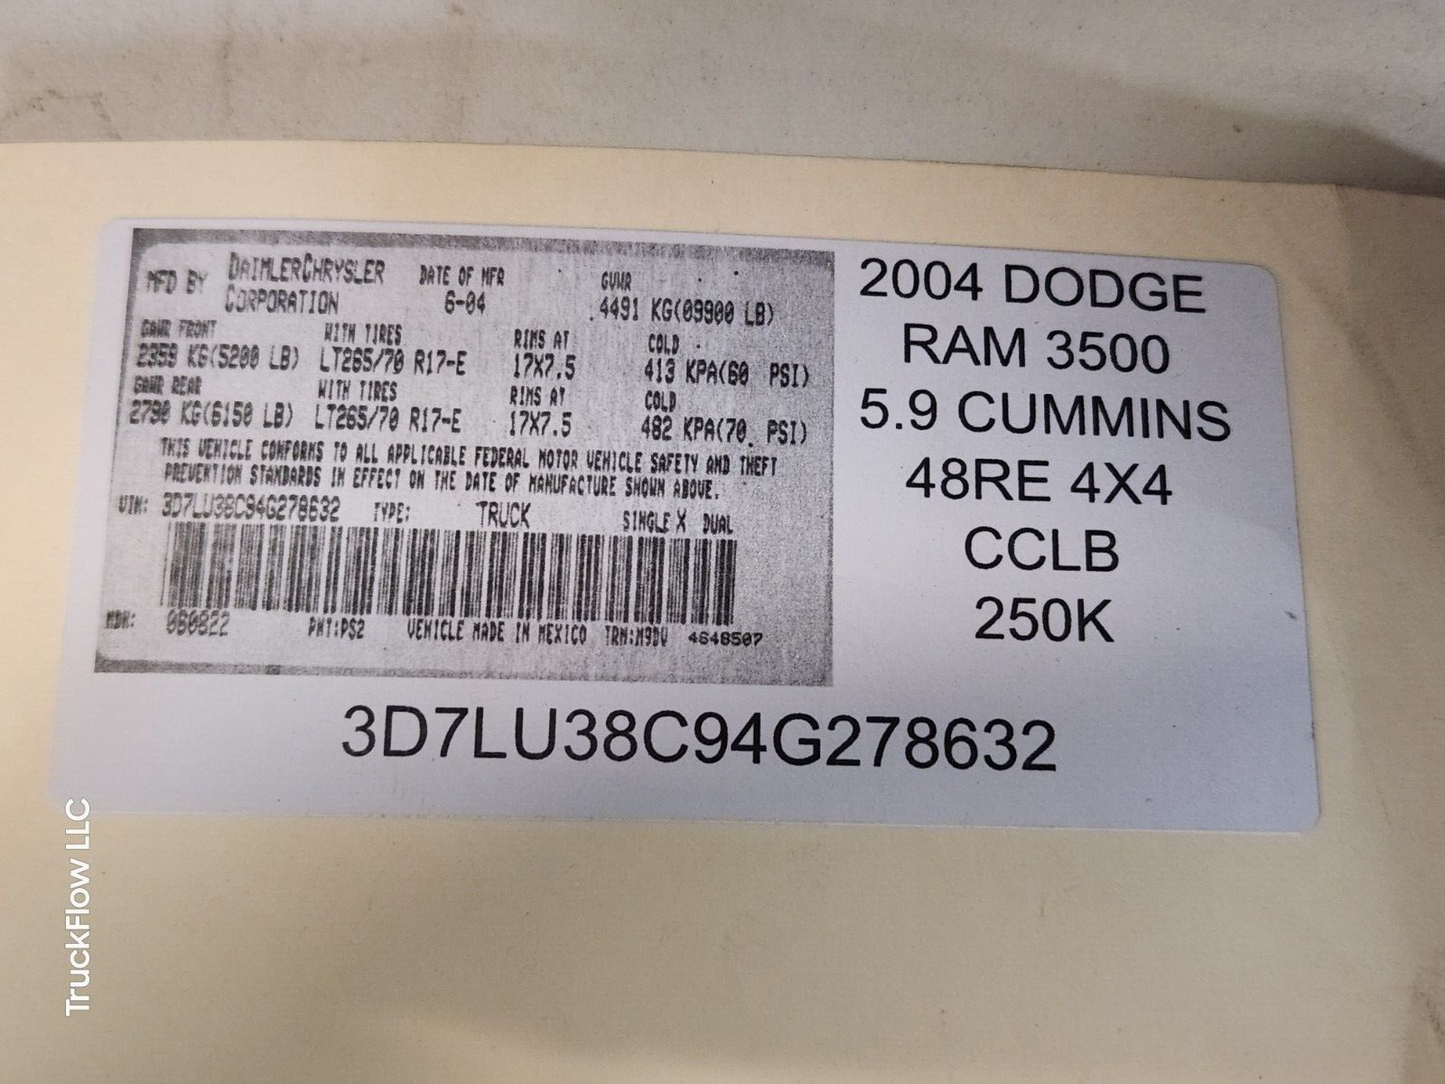 MFD BY DAIMLERCHRYSLER CORPORATION DATE OF MFR 6-04 GVWR 4491 KG(09900 LB)
GAWR FRONT WITH TIRES RIMS AT COLD
2359 KG(5200 LB) LT265/70 R17-E 17X7.5 413 KPA(60 PSI)
GAWR REAR WITH TIRES RIMS AT COLD
2790 KG(6150 LB) LT265/70 R17-E 17X7.5 482 KPA(70 PSI)
THIS VEHICLE CONFORMS TO ALL APPLICABLE FEDERAL MOTOR VEHICLE SAFETY AND THEFT
PREVENTION STANDARDS IN EFFECT ON THE DATE OF MANUFACTURE SHOWN ABOVE.
VIN: 3D7LU38C94G278632 TYPE: TRUCK SINGLE X DUAL
MDH: 060822 PNT:PS2 VEHICLE MADE IN MEXICO TRM:M9DV 4648507
2004 DODGE
RAM 3500
5.9 CUMMINS
48RE 4X4
CCLB
250K
3D7LU38C94G278632
TruckFlow LLC